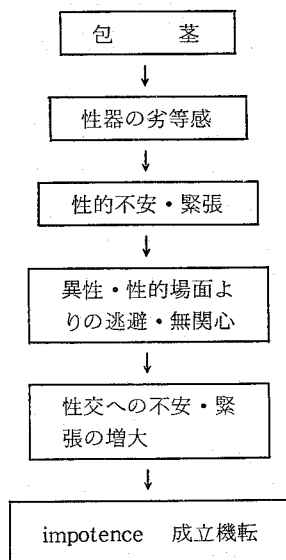 包　　茎
↓
性器の劣等感
↓
性的不安・緊張
↓
異性・性的場面よ
りの逃避・無関心
↓
性交への不安・緊
張の増大
↓
impotence　成立機転